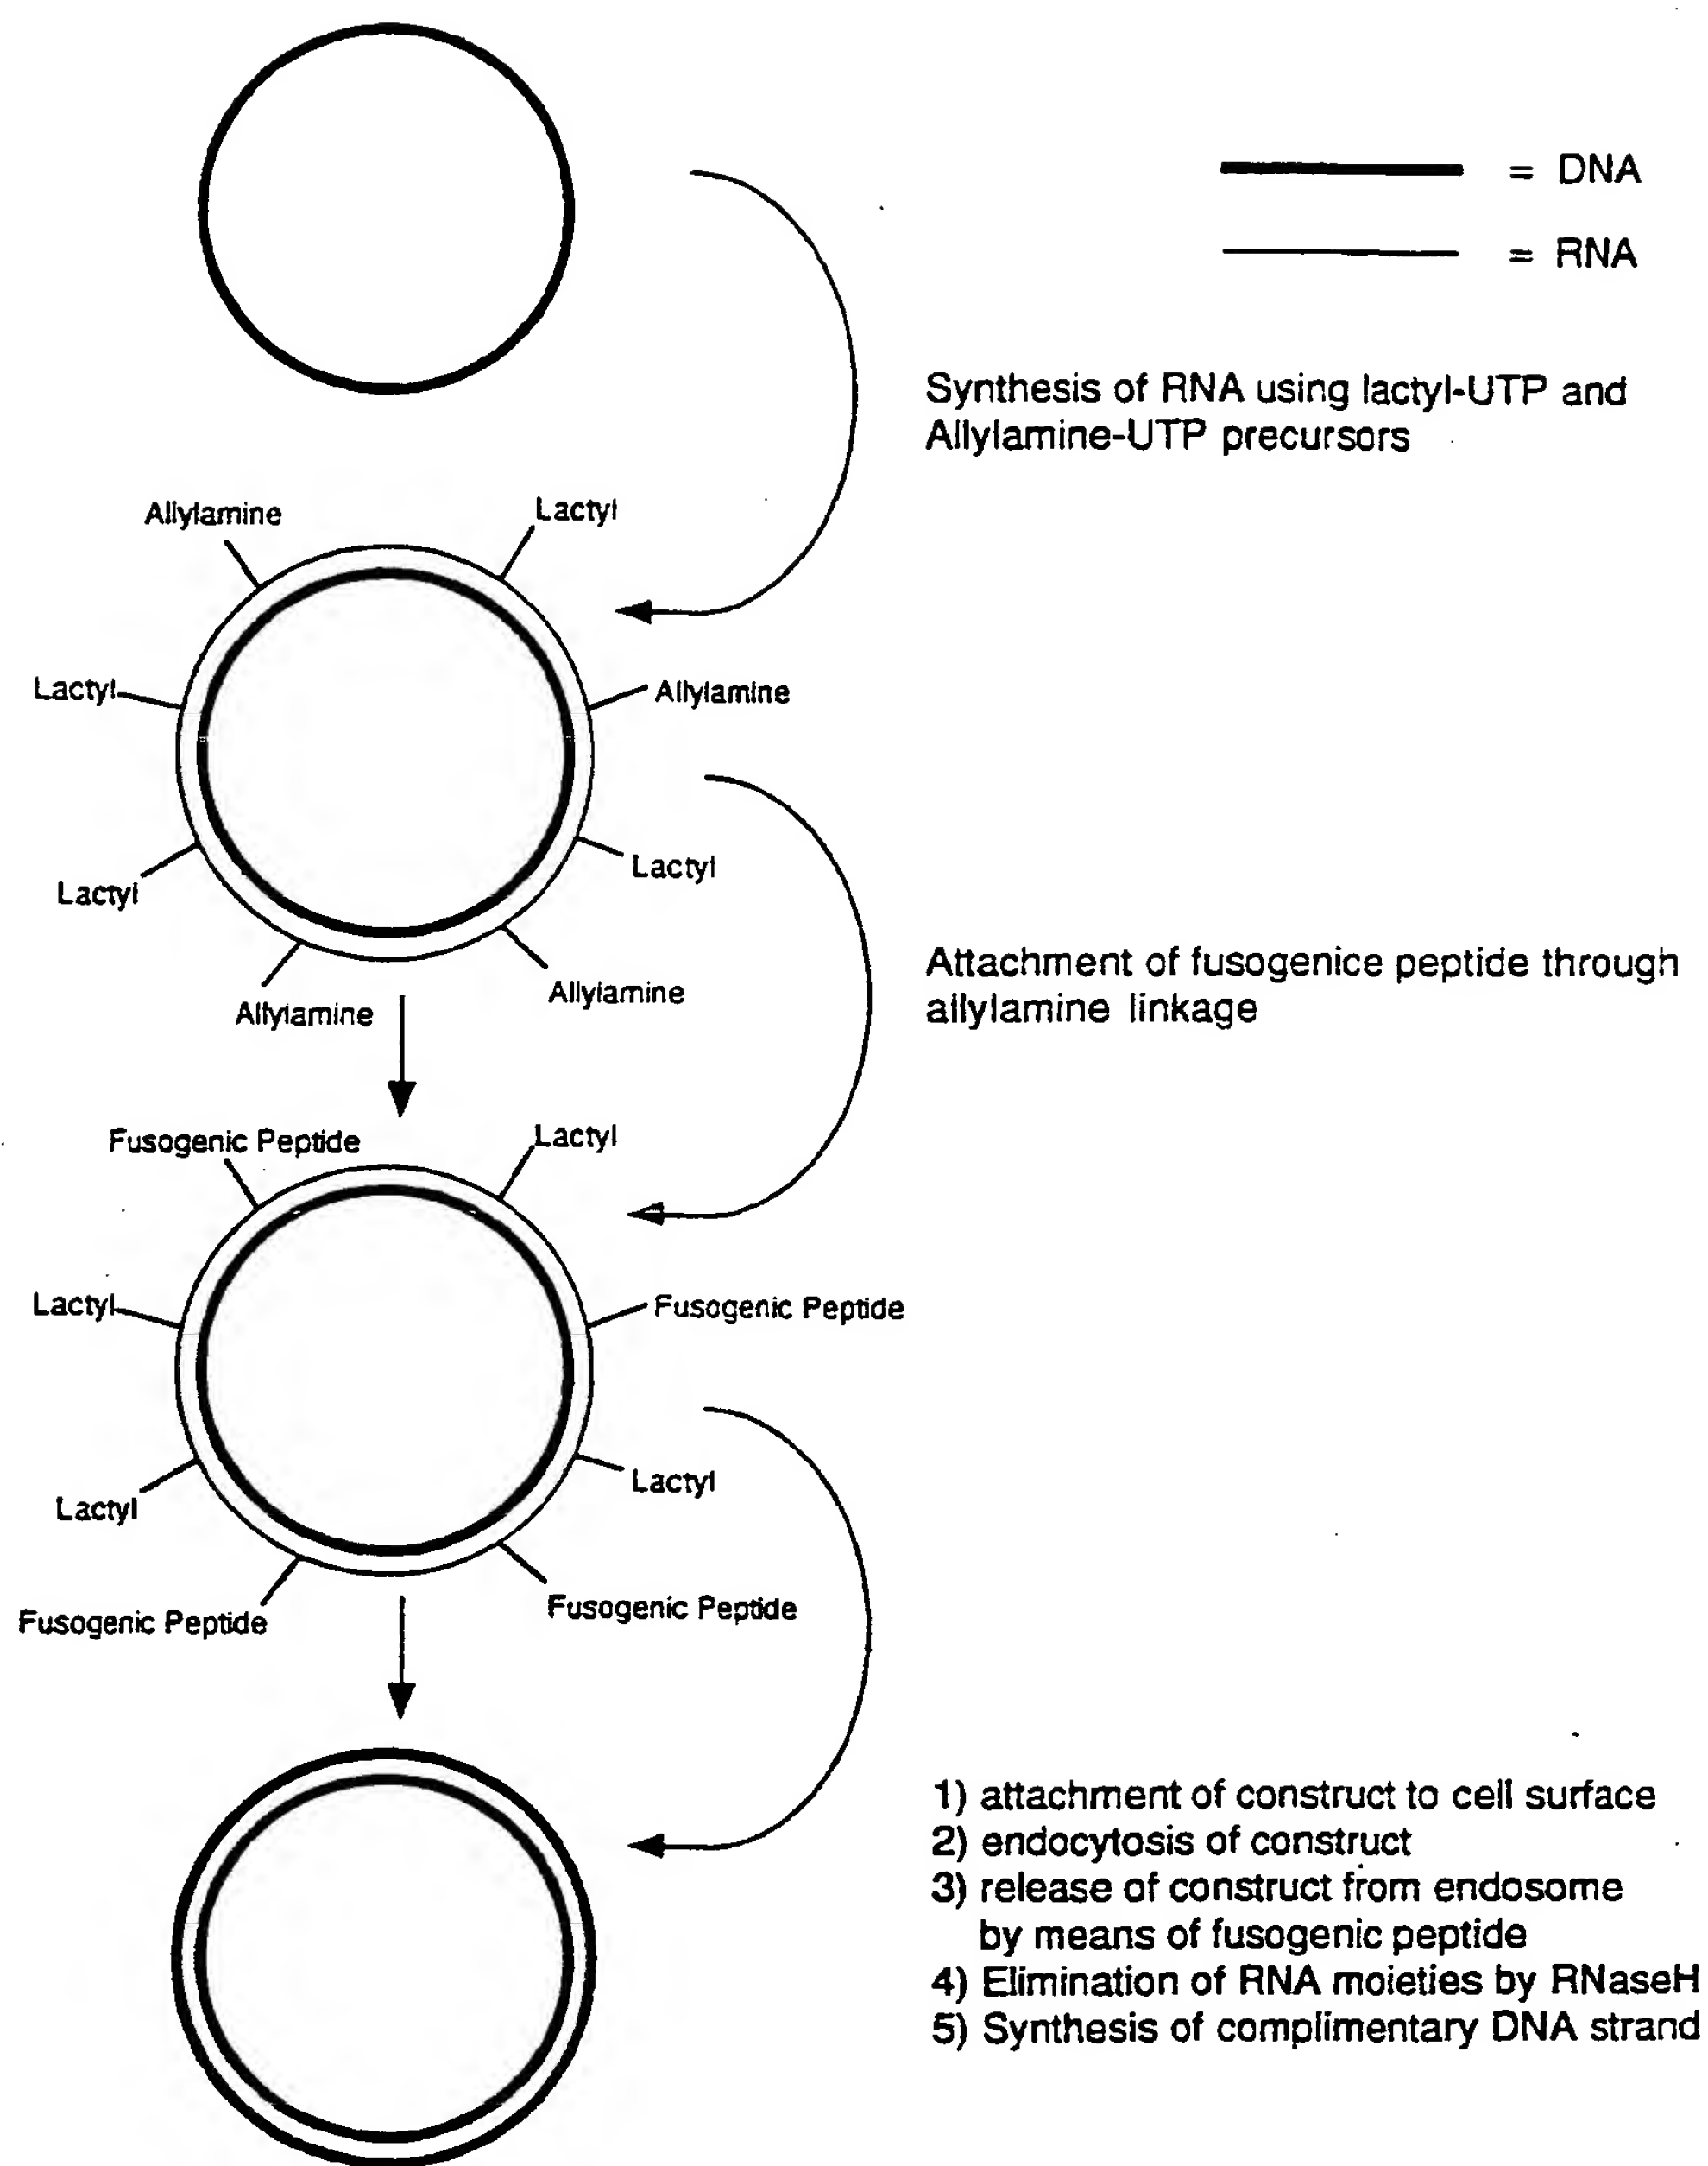 = DNA
= RNA
Synthesis of RNA using lactyl-UTP and
Allylamine-UTP precursors
Allylamine
Lactyl
Lactyl
Allylamine
Lactyl
Lactyl
Allylamine
Allylamine
Attachment of fusogenice peptide through
allylamine linkage
Fusogenic Peptide
Lactyl
Lactyl
Fusogenic Peptide
Lactyl
Lactyl
Fusogenic Peptide
Fusogenic Peptide
1) attachment of construct to cell surface
2) endocytosis of construct
3) release of construct from endosome
by means of fusogenic peptide
4) Elimination of RNA moieties by RNaseH
5) Synthesis of complimentary DNA strand